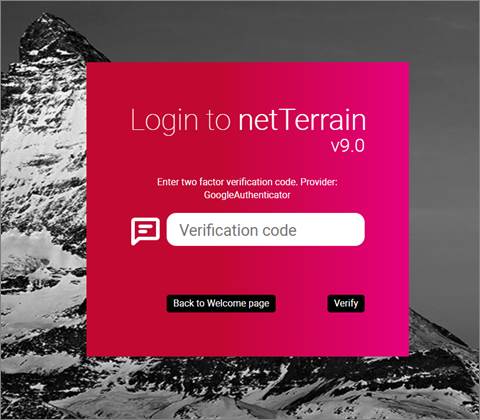 Login to netTerrain
v9.0
Enter two factor verification code. Provider:
GoogleAuthenticator
Verification code
Back to Welcome page
Verify